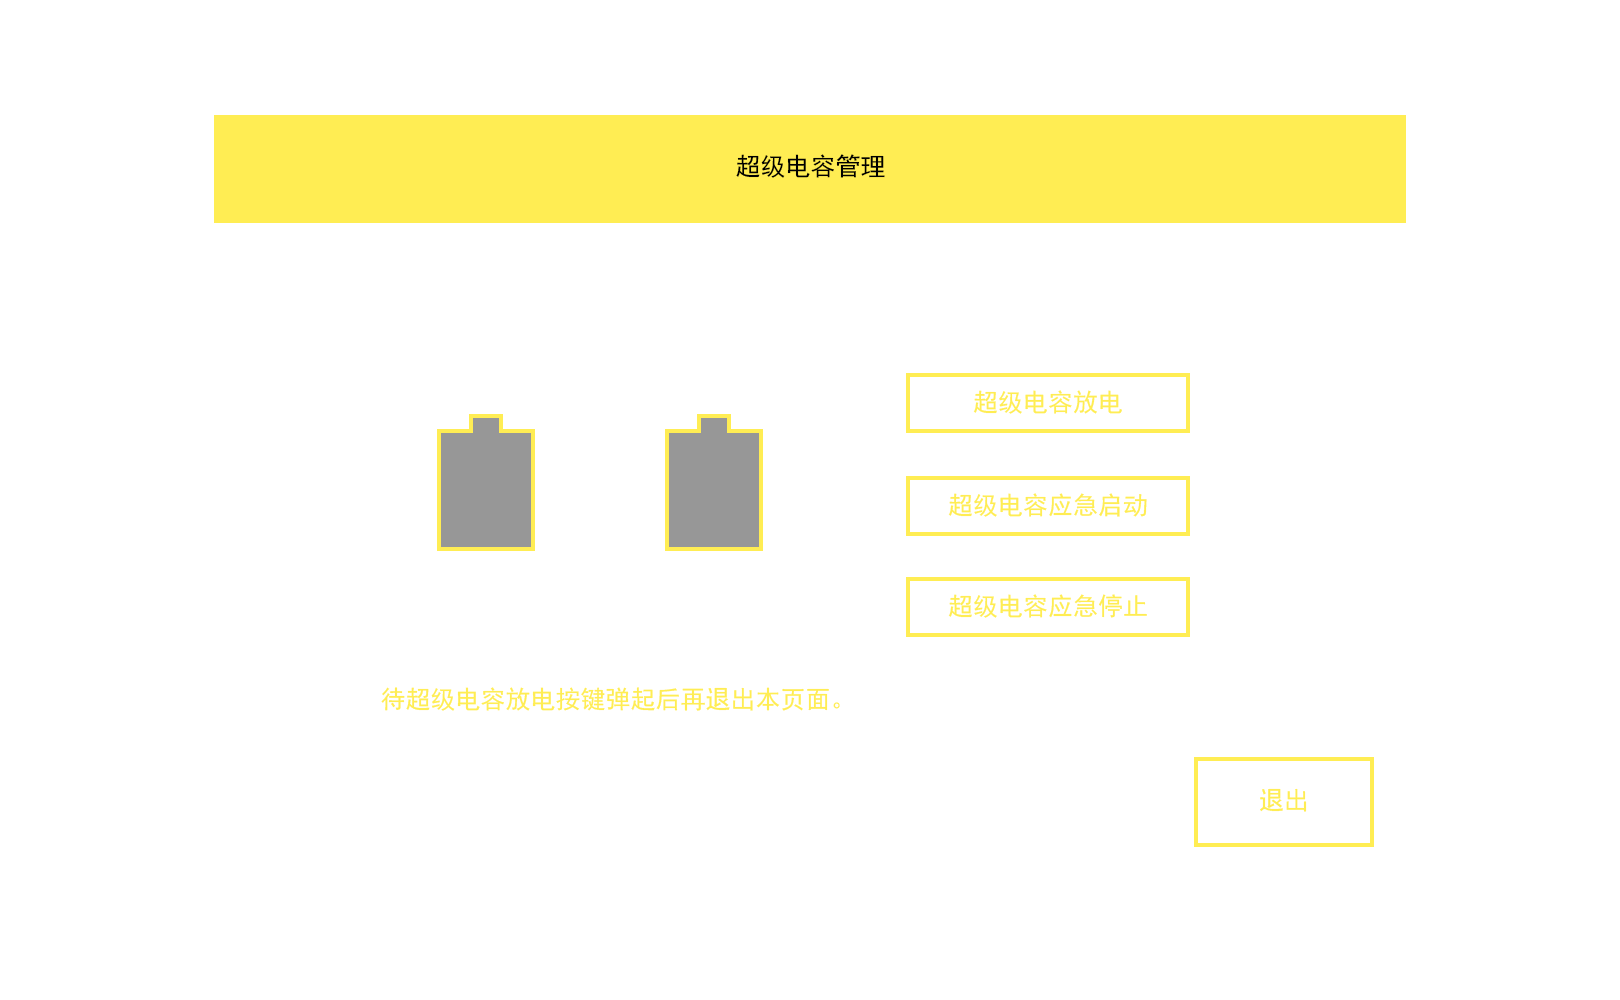 超级电容管理
超级电容放电
超级电容应急启动
超级电容应急停止
待超级电容放电按键弹起后再退出本页面。
退出